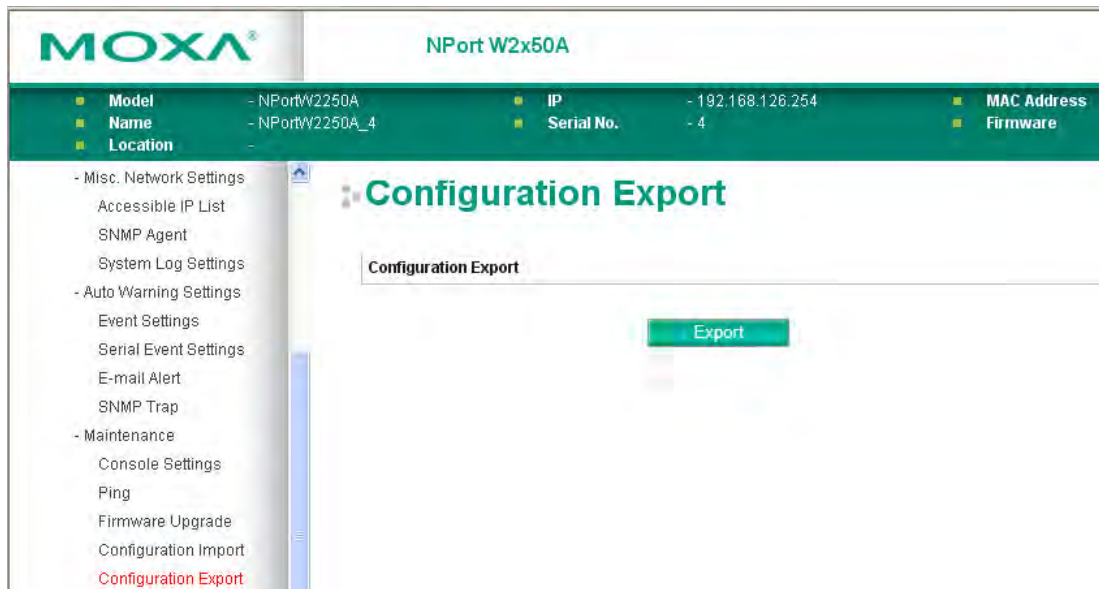 MOXA®
NPort W2x50A
Model - NPortW2250A IP - 192.168.126.254 MAC Address
Name - NPortW2250A_4 Serial No. - 4 Firmware
Location -
- Misc. Network Settings
Accessible IP List
SNMP Agent
System Log Settings
- Auto Warning Settings
Event Settings
Serial Event Settings
E-mail Alert
SNMP Trap
- Maintenance
Console Settings
Ping
Firmware Upgrade
Configuration Import
Configuration Export
Configuration Export
Configuration Export
Export